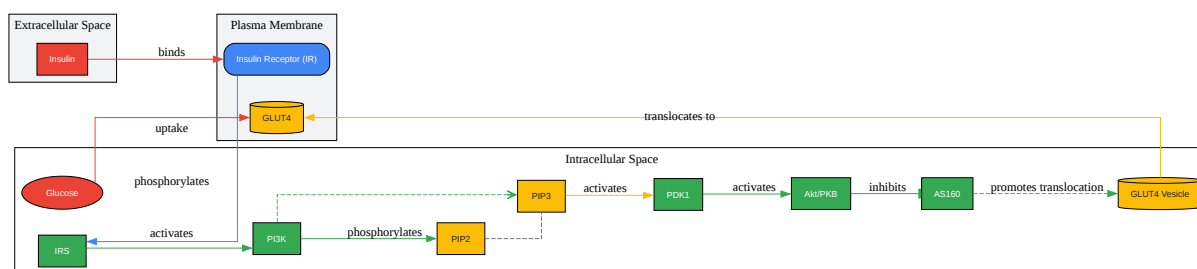 Extracellular Space
Plasma Membrane
Insulin
binds
Insulin Receptor (IR)
GLUT4
uptake
translocates to
Intracellular Space
Glucose
phosphorylates
PIP3
activates
PDK1
activates
Akt/PKB
inhibits
AS160
promotes translocation
GLUT4 Vesicle
IRS
activates
PI3K
phosphorylates
PIP2